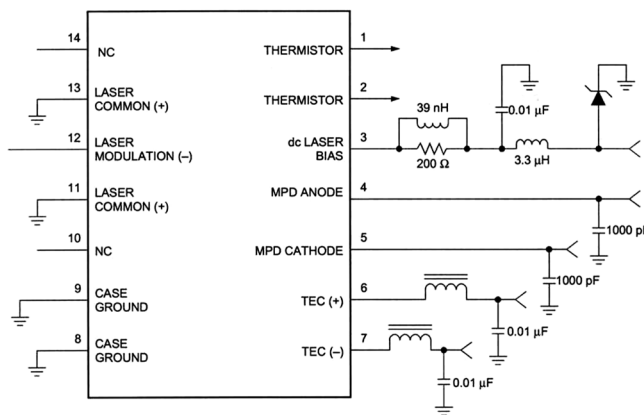 14
NC
13
LASER
COMMON (+)
12
LASER
MODULATION (–)
11
LASER
COMMON (+)
10
NC
9
CASE
GROUND
8
CASE
GROUND
THERMISTOR
1
THERMISTOR
2
dc LASER
BIAS
3
MPD ANODE
4
MPD CATHODE
5
TEC (+)
6
TEC (–)
7
39 nH
200 Ω
0.01 μF
3.3 μH
1000 pF
1000 pF
0.01 μF
0.01 μF